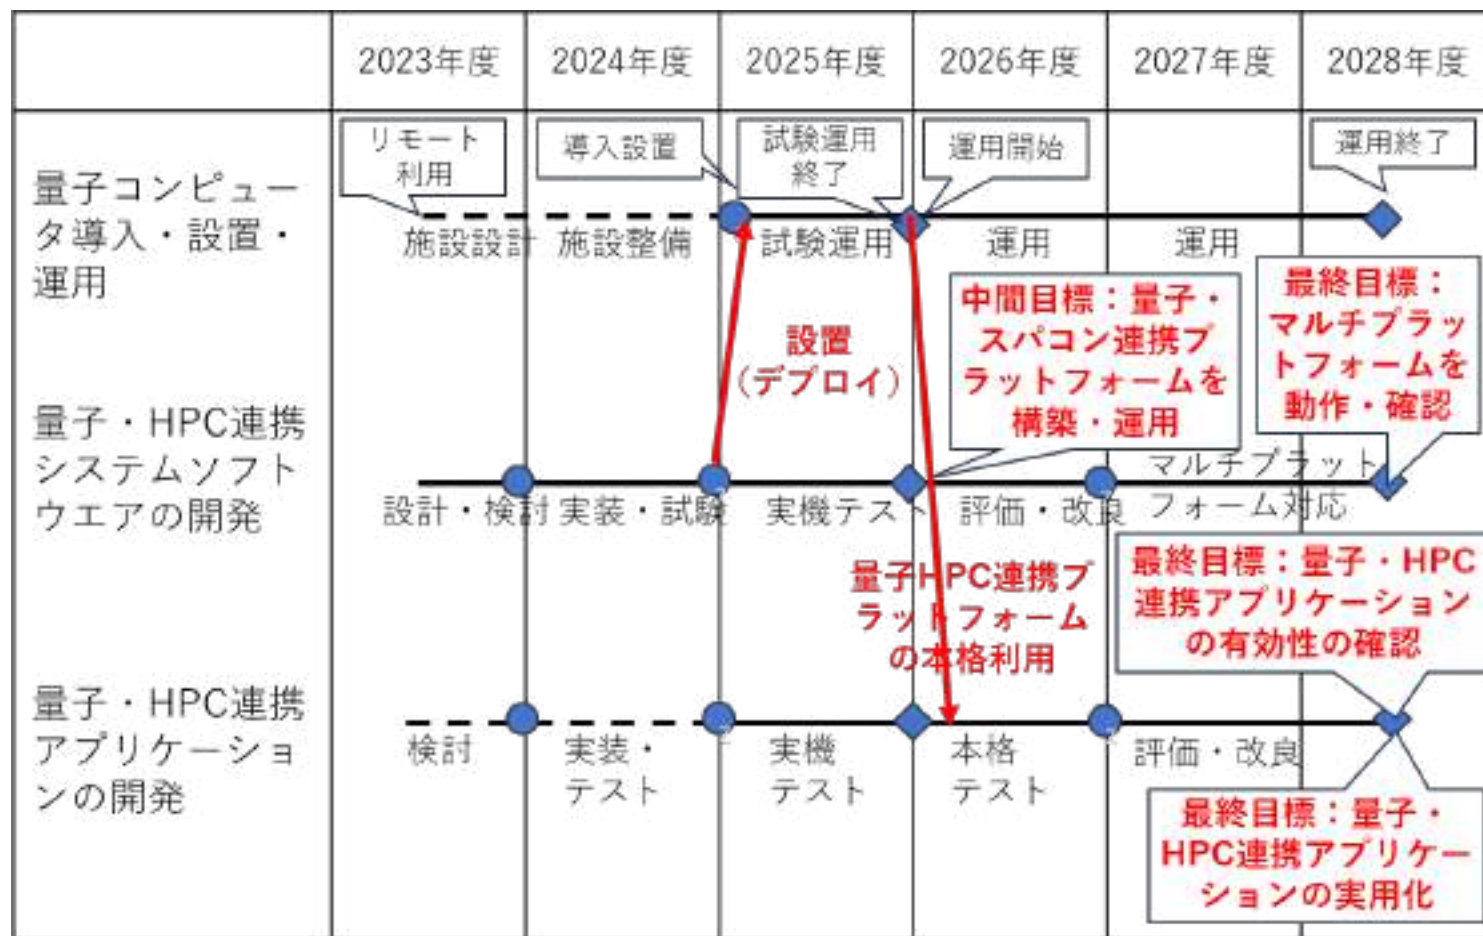 2023年度
2024年度
2025年度
2026年度
2027年度
2028年度
量子コンピュー
タ導入・設置・
運用
リモート
利用
導入設置
試験運用
終了
運用開始
運用終了
施設設計
施設整備
試験運用
運用
運用
設置
（デプロイ）
中間目標：量子・
スパコン連携プ
ラットフォームを
構築・運用
最終目標：
マルチプラッ
トフォームを
動作・確認
量子・HPC連携
システムソフト
ウエアの開発
設計・検討
実装・試験
実機テスト
評価・改良
マルチプラット
フォーム対応
量子HPC連携プ
ラットフォーム
の本格利用
最終目標：量子・HPC
連携アプリケーション
の有効性の確認
量子・HPC連携
アプリケーショ
ンの開発
検討
実装・
テスト
実機
テスト
本格
テスト
評価・改良
最終目標：量子・
HPC連携アプリケー
ションの実用化